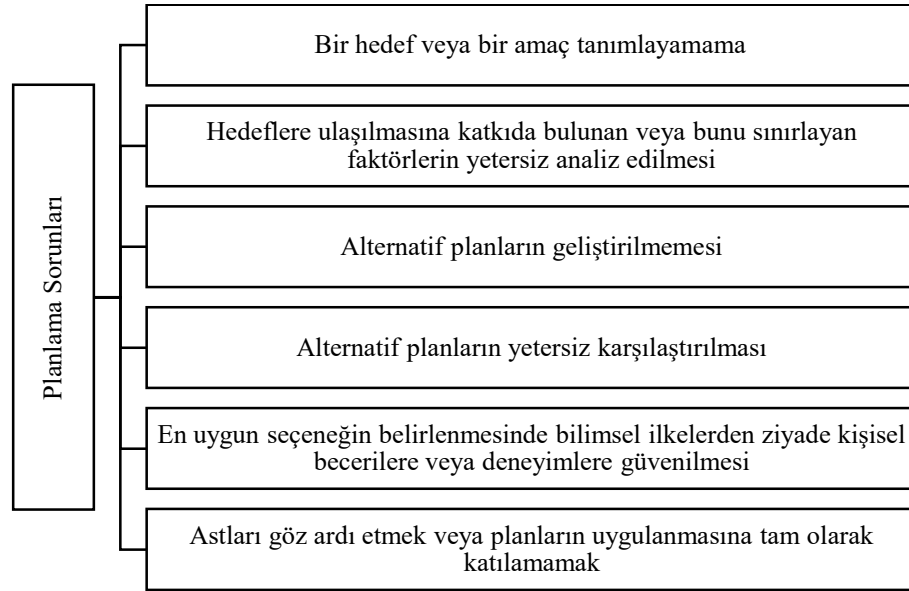 Planlama Sorunları
Bir hedef veya bir amaç tanımlayamama
Hedeflere ulaşılmasına katkıda bulunan veya bunu sınırlayan
faktörlerin yetersiz analiz edilmesi
Alternatif planların geliştirilmemesi
Alternatif planların yetersiz karşılaştırılması
En uygun seçeneğin belirlenmesinde bilimsel ilkelerden ziyade kişisel
becerilere veya deneyimlere güvenilmesi
Astları göz ardı etmek veya planların uygulanmasına tam olarak
katılamamak